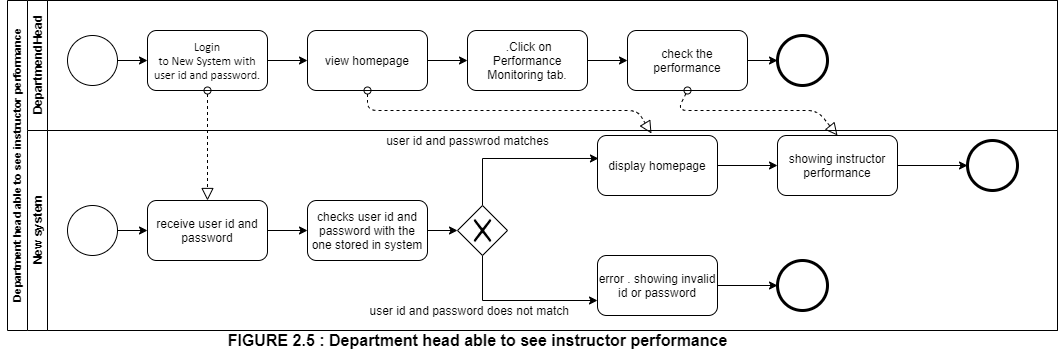 Department head able to see instructor performance
DepartmendHead
Login
to New System with
user id and password.
view homepage
.Click on
Performance
Monitoring tab.
check the
performance
New system
user id and passwrod matches
display homepage
showing instructor
performance
receive user id and
password
checks user id and
password with the
one stored in system
X
error . showing invalid
id or password
user id and password does not match
FIGURE 2.5 : Department head able to see instructor performance